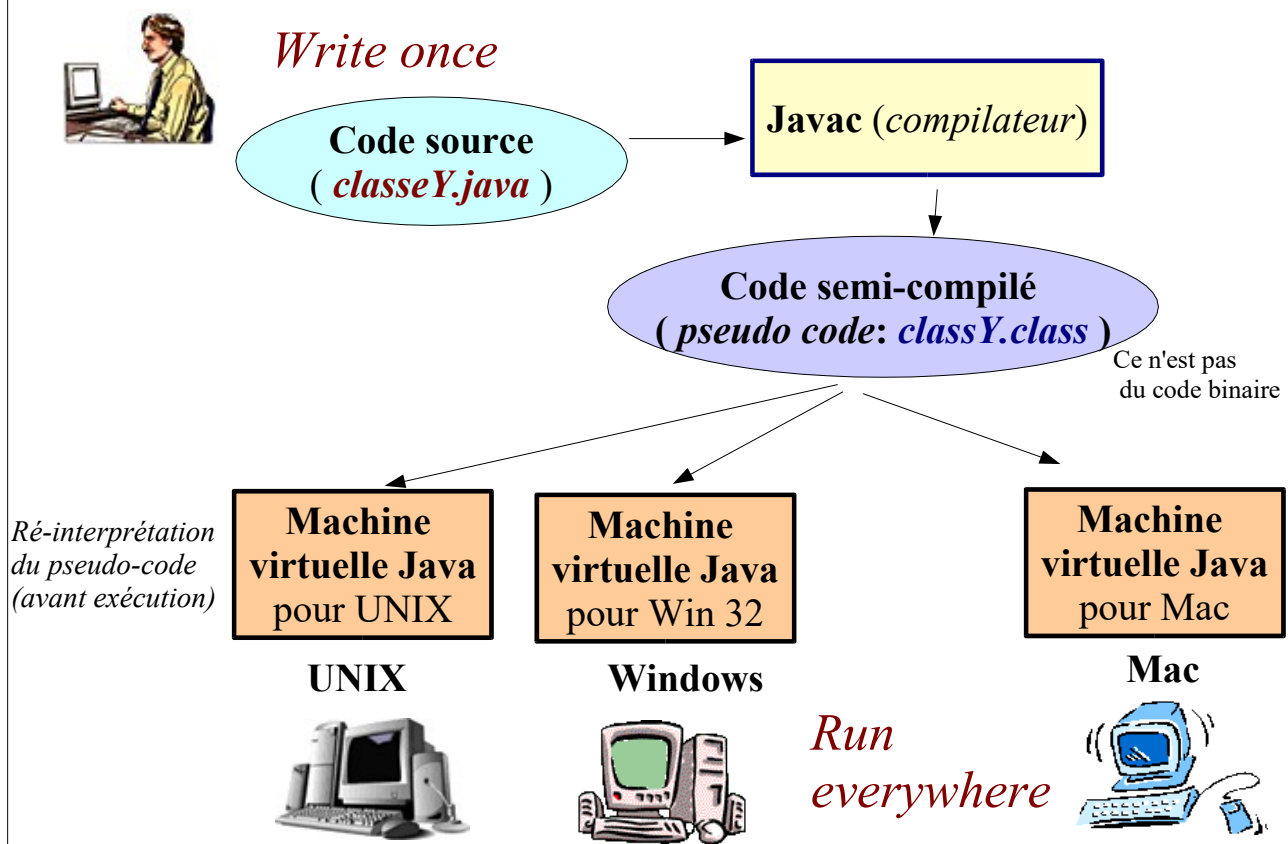 Write once
Code source
( classeY.java )
Javac (compilateur)
Code semi-compilé
( pseudo code: classY.class )
Ce n'est pas
du code binaire
Ré-interprétation
du pseudo-code
(avant exécution)
Machine
virtuelle Java
pour UNIX
Machine
virtuelle Java
pour Win 32
Machine
virtuelle Java
pour Mac
UNIX
Windows
Mac
Run
everywhere